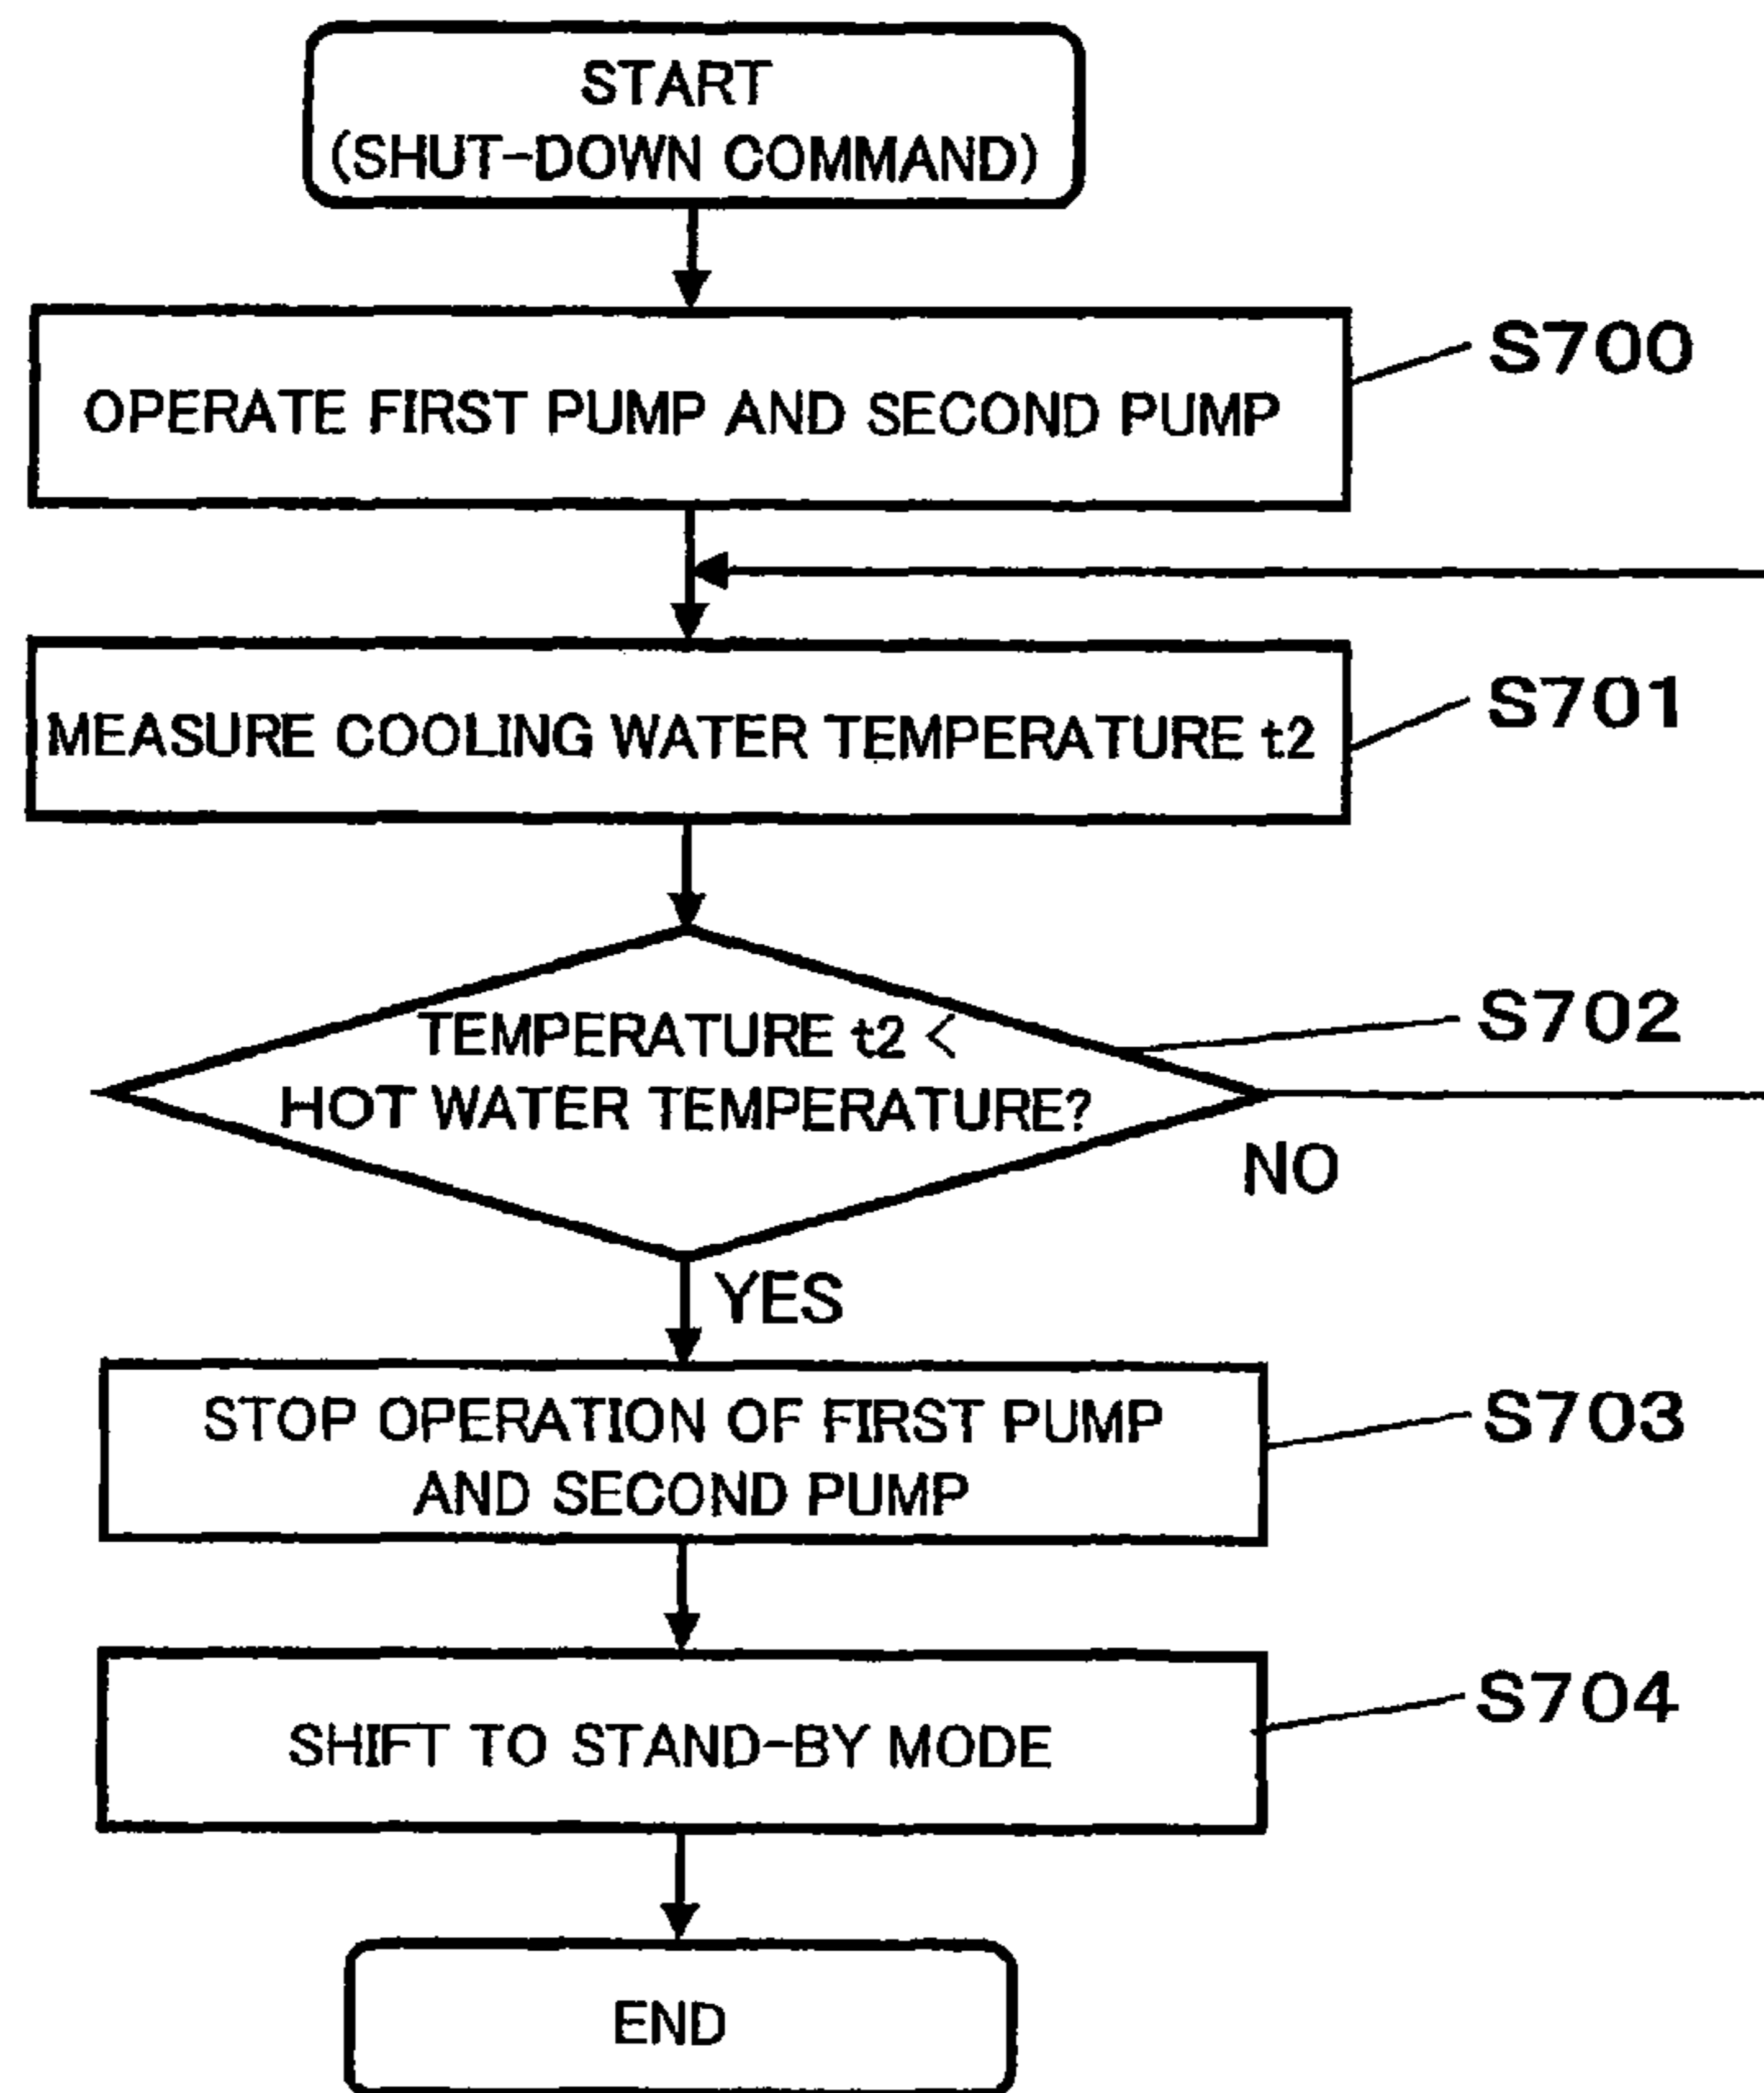 START
(SHUT-DOWN COMMAND)
S700
OPERATE FIRST PUMP AND SECOND PUMP
S701
MEASURE COOLING WATER TEMPERATURE t2
S702
TEMPERATURE t2 <
HOT WATER TEMPERATURE?
NO
YES
S703
STOP OPERATION OF FIRST PUMP
AND SECOND PUMP
S704
SHIFT TO STAND-BY MODE
END